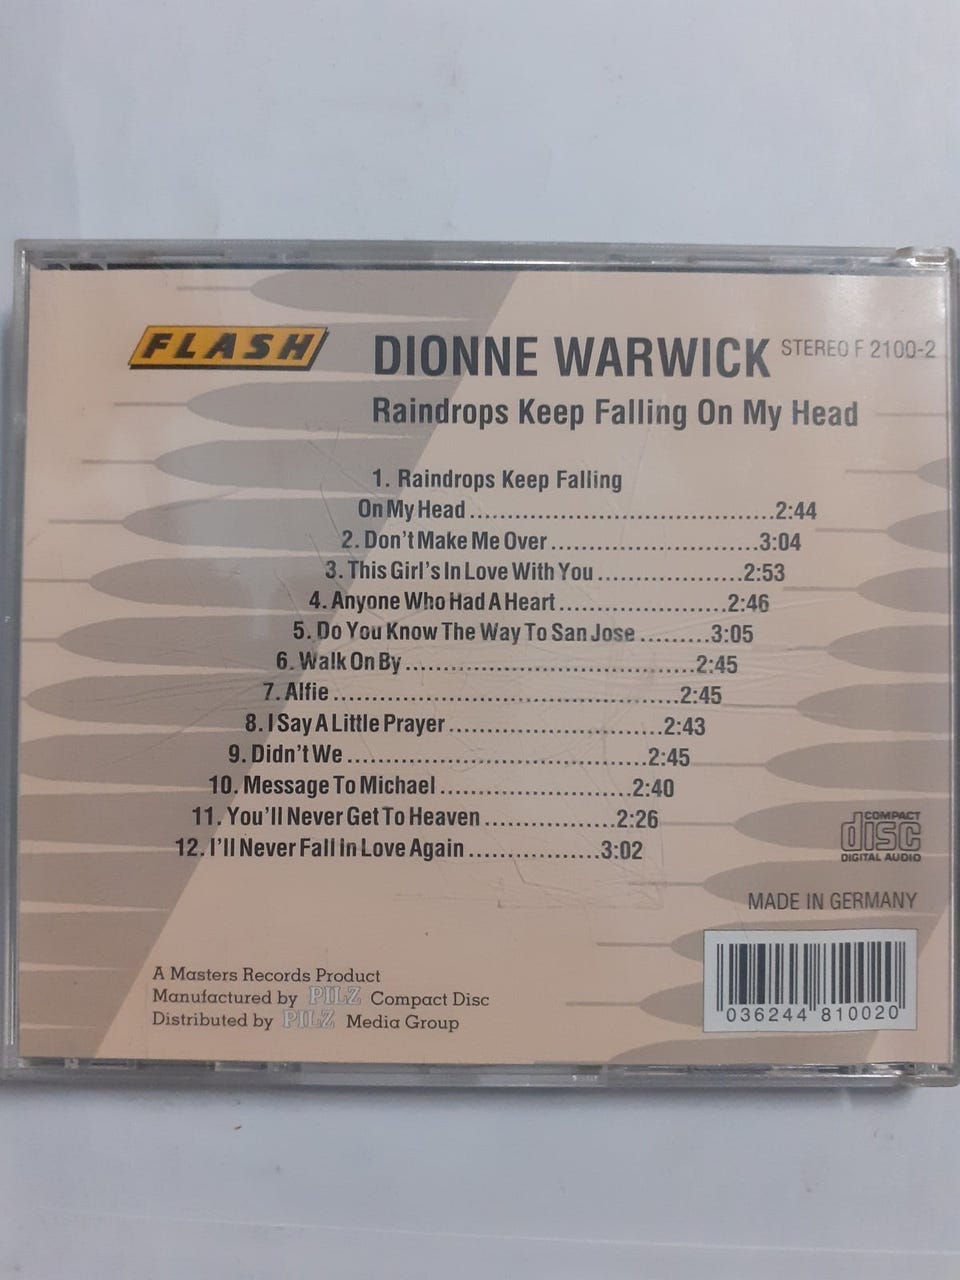 FLASH
DIONNE WARWICK STEREO F 2100-2
Raindrops Keep Falling On My Head
1. Raindrops Keep Falling
On My Head.......................................2:44
2. Don't Make Me Over...........................3:04
3. This Girl's In Love With You...................2:53
4. Anyone Who Had A Heart......................2:46
5. Do You Know The Way To San Jose.........3:05
6. Walk On By......................................2:45
7. Alfie.............................................2:45
8. I Say A Little Prayer............................2:43
9. Didn't We.......................................2:45
10. Message To Michael.........................2:40
11. You'll Never Get To Heaven.................2:26
12. I'll Never Fall In Love Again.................3:02
COMPACT
disc
DIGITAL AUDIO
MADE IN GERMANY
A Masters Records Product
Manufactured by PILZ Compact Disc
Distributed by PILZ Media Group
036244 810020